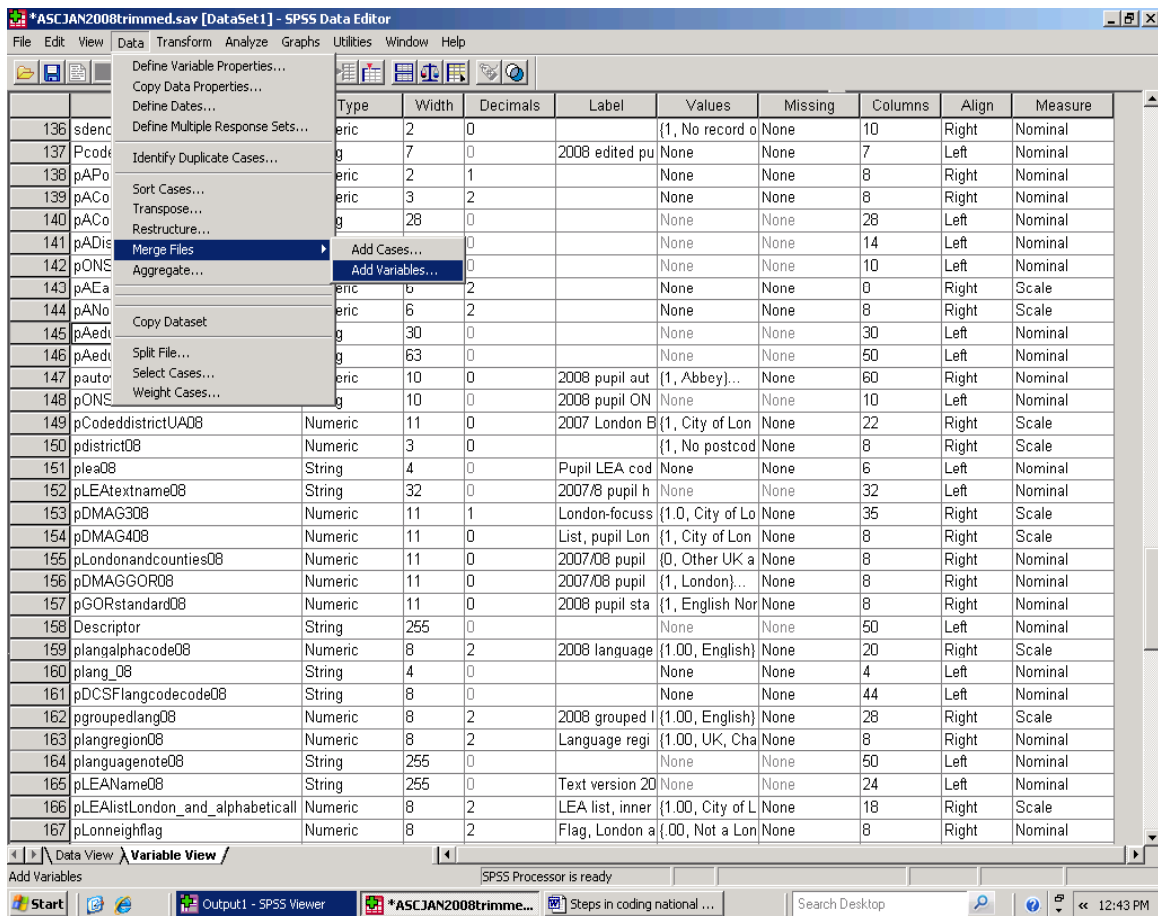 *ASCJAN2008trimmed.sav [DataSet1] - SPSS Data Editor
File Edit View Data Transform Analyze Graphs Utilities Window Help
Define Variable Properties...
Copy Data Properties...
Define Dates...
Define Multiple Response Sets...
Identify Duplicate Cases...
Sort Cases...
Transpose...
Restructure...
Merge Files
Aggregate...
Copy Dataset
Split File...
Select Cases...
Weight Cases...
Add Cases...
Add Variables...
Type Width Decimals Label Values Missing Columns Align Measure
136 sdenc eric 2 0 {1, No record o None 10 Right Nominal
137 Pcode g 7 0 2008 edited pu None None 7 Left Nominal
138 pAPo eric 2 1 None None 8 Right Nominal
139 pACo eric 3 2 None None 8 Right Nominal
140 pACo g 28 0 None None 28 Left Nominal
141 pADis 0 None None 14 Left Nominal
142 pONS 0 None None 10 Left Nominal
143 pAEa eric 6 2 None None 8 Right Scale
144 pANo eric 6 2 None None 8 Right Scale
145 pAedu g 30 0 None None 30 Left Nominal
146 pAedu g 63 0 None None 50 Left Nominal
147 pauto eric 10 0 2008 pupil aut {1, Abbey}... None 60 Right Nominal
148 pONS g 10 0 2008 pupil ON None None 10 Left Nominal
149 pCodeddistrictUA08 Numeric 11 0 2007 London B {1, City of Lon None 22 Right Scale
150 pdistrict08 Numeric 3 0 {1, No postcod None 8 Right Scale
151 plea08 String 4 0 Pupil LEA cod None None 6 Left Nominal
152 pLEAtextname08 String 32 0 2007/8 pupil h None None 32 Left Nominal
153 pDMAG308 Numeric 11 1 London-focuss {1.0, City of Lo None 35 Right Scale
154 pDMAG408 Numeric 11 0 List, pupil Lon {1, City of Lon None 8 Right Scale
155 pLondonandcounties08 Numeric 11 0 2007/08 pupil {0, Other UK a None 8 Right Nominal
156 pDMAGGOR08 Numeric 11 0 2007/08 pupil {1, London}... None 8 Right Nominal
157 pGORstandard08 Numeric 11 0 2008 pupil sta {1, English Nor None 8 Right Nominal
158 Descriptor String 255 0 None None 50 Left Nominal
159 plangalphacode08 Numeric 8 2 2008 language {1.00, English} None 20 Right Scale
160 plang_08 String 4 0 None None 4 Left Nominal
161 pDCSFlangcodecode08 String 8 0 None None 44 Left Nominal
162 pgroupedlang08 Numeric 8 2 2008 grouped l {1.00, English} None 28 Right Scale
163 plangregion08 Numeric 8 2 Language regi {1.00, UK, Cha None 8 Right Nominal
164 planguagenote08 String 255 0 None None 50 Left Nominal
165 pLEAName08 String 255 0 Text version 20 None None 24 Left Nominal
166 pLEAlistLondon_and_alphabeticall Numeric 8 2 LEA list, inner {1.00, City of L None 18 Right Scale
167 pLonneighflag Numeric 8 2 Flag, London a {.00, Not a Lon None 8 Right Nominal
Data View Variable View
Add Variables SPSS Processor is ready
Start Output1 - SPSS Viewer *ASCJAN2008trimme... Steps in coding national ... Search Desktop 12:43 PM